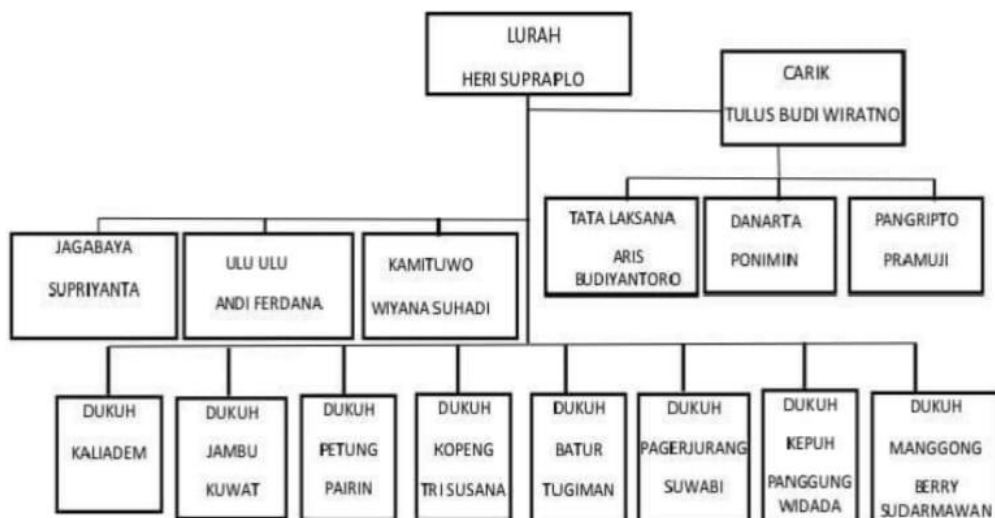 LURAH
HERI SUPRAPLO
CARIK
TULUS BUDI WIRATNO
TATA LAKSANA
ARIS
BUDIYANTORO
DANARTA
PONIMIN
PANGRIPTO
PRAMUJI
JAGABAYA
SUPRIYANTA
ULU ULU
ANDI FERDANA
KAMITUWO
WIYANA SUHADI
DUKUH
KALIADEM
DUKUH
JAMBU
KUWAT
DUKUH
PETUNG
PAIRIN
DUKUH
KOPENG
TRI SUSANA
DUKUH
BATUR
TUGIMAN
DUKUH
PAGERJURANG
SUWABI
DUKUH
KEPUH
PANGGUNG
WIDADA
DUKUH
MANGGONG
BERRY
SUDARMAWAN